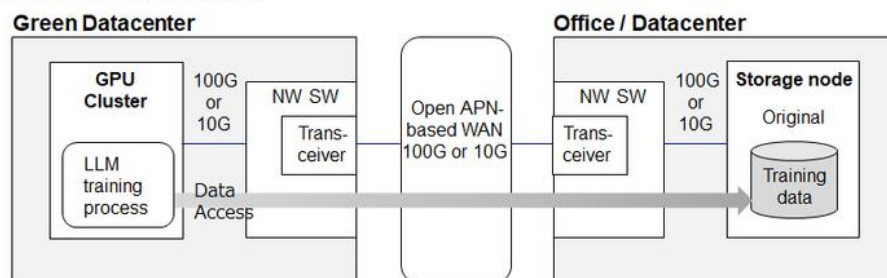 Green Datacenter
Office / Datacenter
GPU
Cluster
100G
or
10G
NW SW
Trans-
ceiver
LLM
training
process
Data
Access
Open APN-
based WAN
100G or 10G
NW SW
Trans-
ceiver
100G
or
10G
Storage node
Original
Training
data